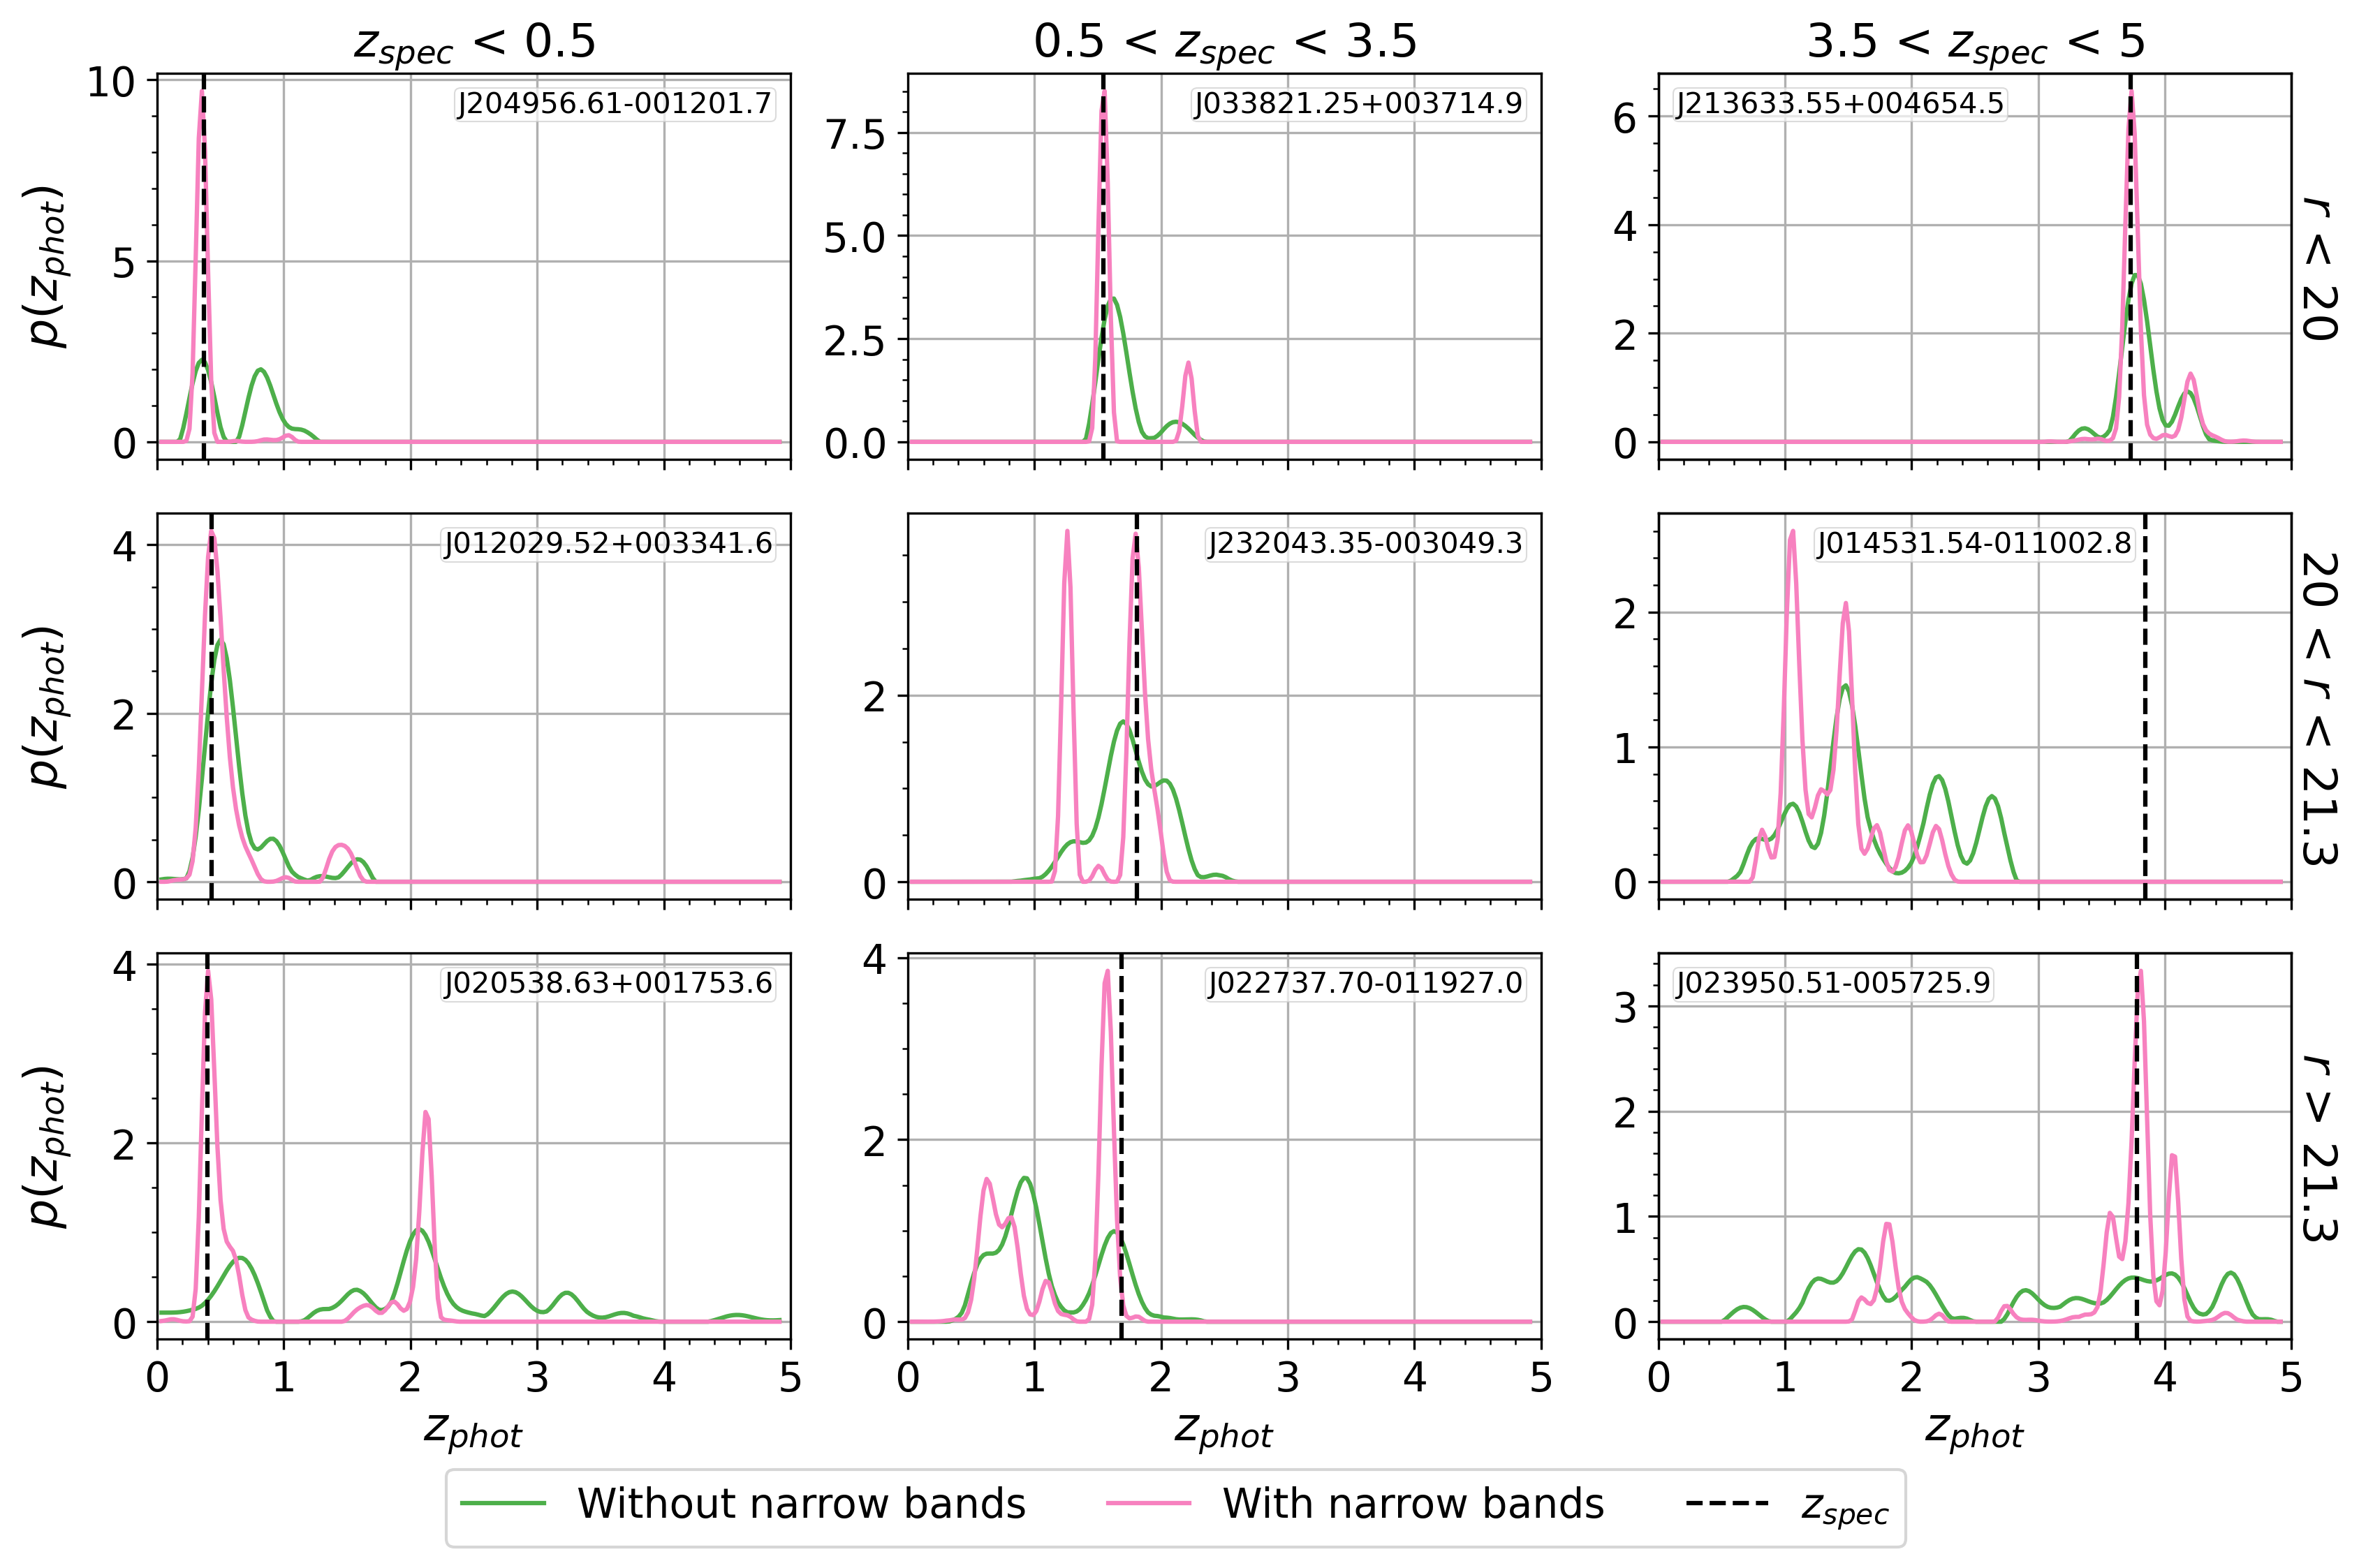 z_spec < 0.5
0.5 < z_spec < 3.5
3.5 < z_spec < 5
10
5
0
p(z_phot)
J204956.61-001201.7
7.5
5.0
2.5
0.0
J033821.25+003714.9
6
4
2
0
J213633.55+004654.5
r < 20
4
2
0
p(z_phot)
J012029.52+003341.6
2
0
J232043.35-003049.3
2
1
0
J014531.54-011002.8
20 < r < 21.3
4
2
0
p(z_phot)
J020538.63+001753.6
4
2
0
J022737.70-011927.0
3
2
1
0
J023950.51-005725.9
r > 21.3
0 1 2 3 4 5
0 1 2 3 4 5
0 1 2 3 4 5
z_phot
z_phot
z_phot
Without narrow bands
With narrow bands
z_spec